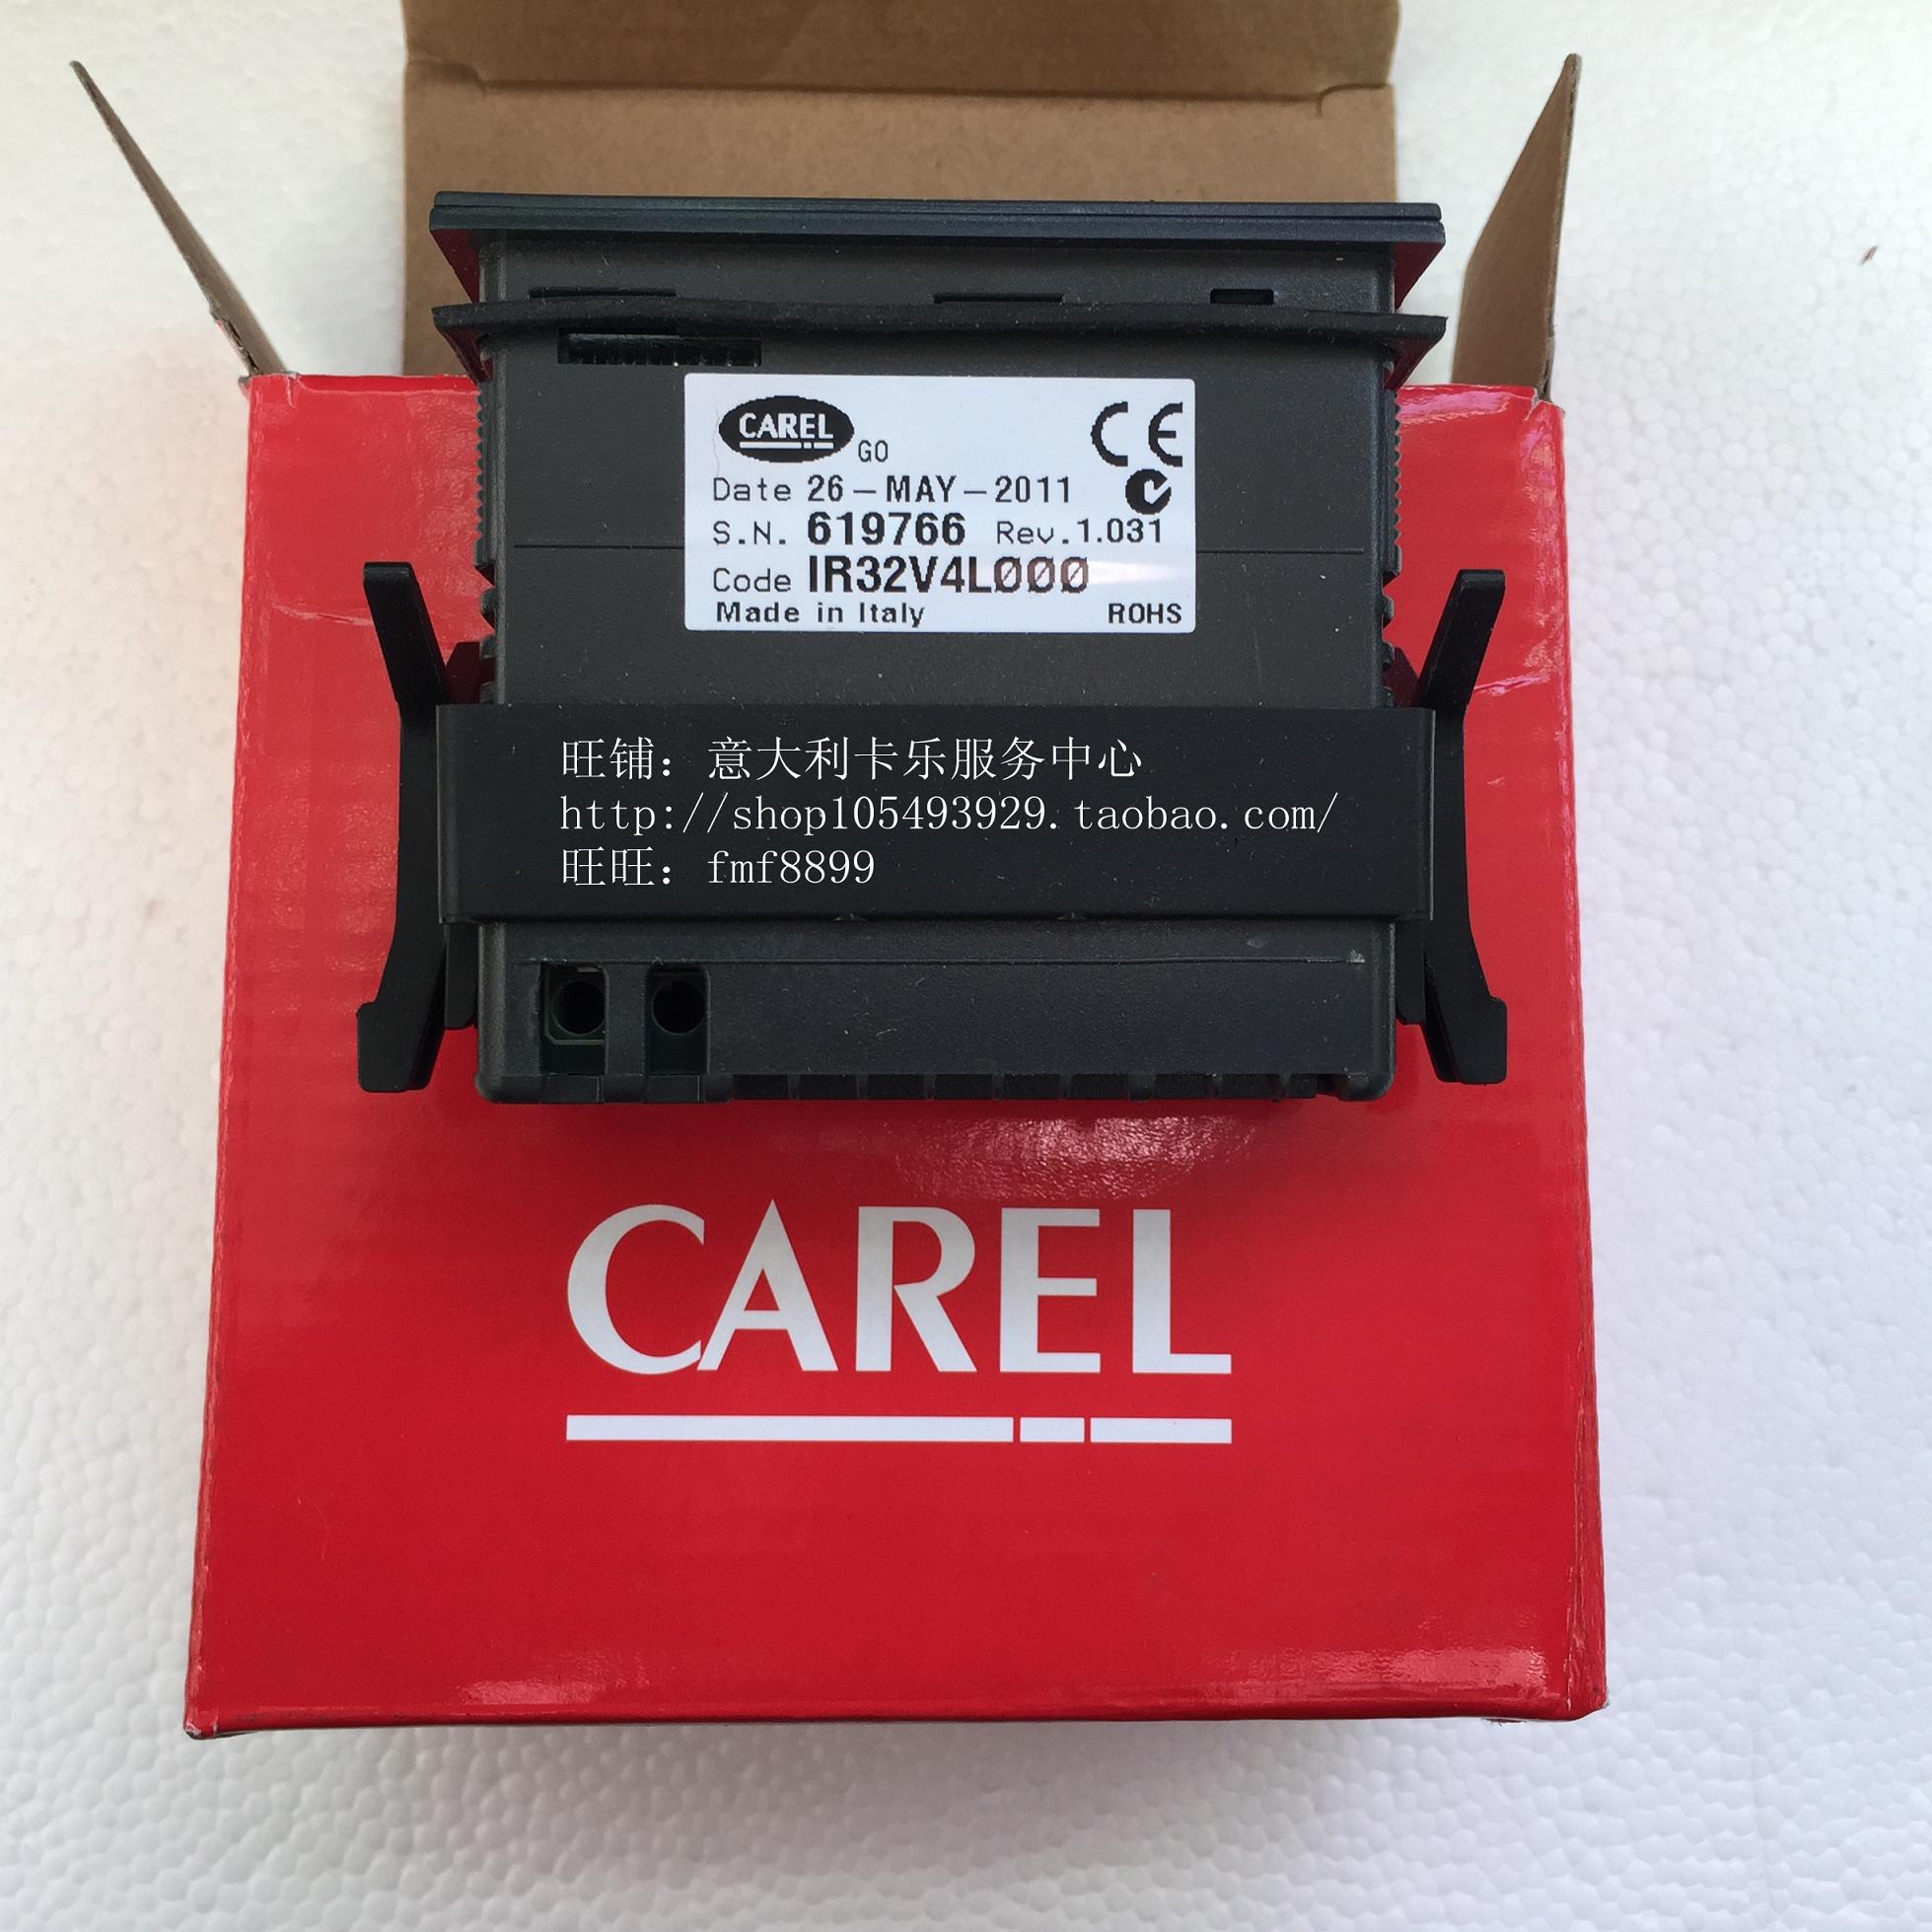 CAREL GO CE
Date 26-MAY-2011
S.N. 619766 Rev.1.031
Code IR32V4L000
Made in Italy ROHS
旺铺：意大利卡乐服务中心
http://shop105493929.taobao.com/
旺旺：fmf8899
CAREL